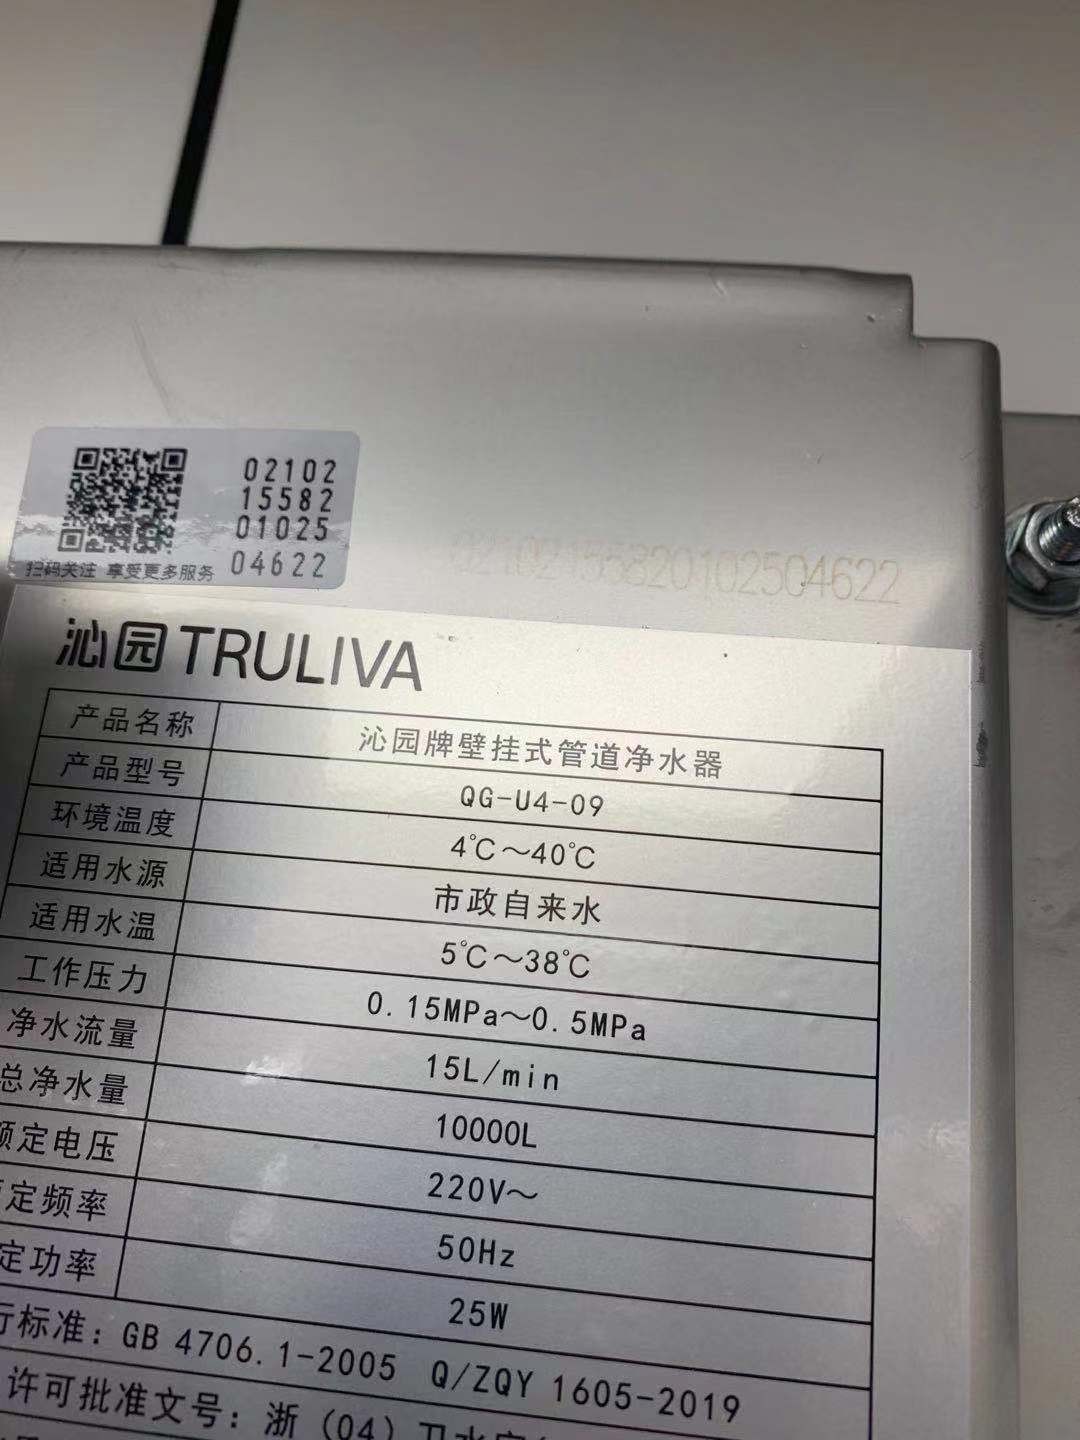 02102
15582
01025
04622
扫码关注 享受更多服务
02102155820102504622
沁园 TRULIVA
产品名称 沁园牌壁挂式管道净水器
产品型号 QG-U4-09
环境温度 4℃～40℃
适用水源 市政自来水
适用水温 5℃～38℃
工作压力 0.15MPa～0.5MPa
净水流量 15L/min
总净水量 10000L
额定电压 220V～
定频率 50Hz
定功率 25W
行标准：GB 4706.1-2005 Q/ZQY 1605-2019
许可批准文号：浙（04）卫水